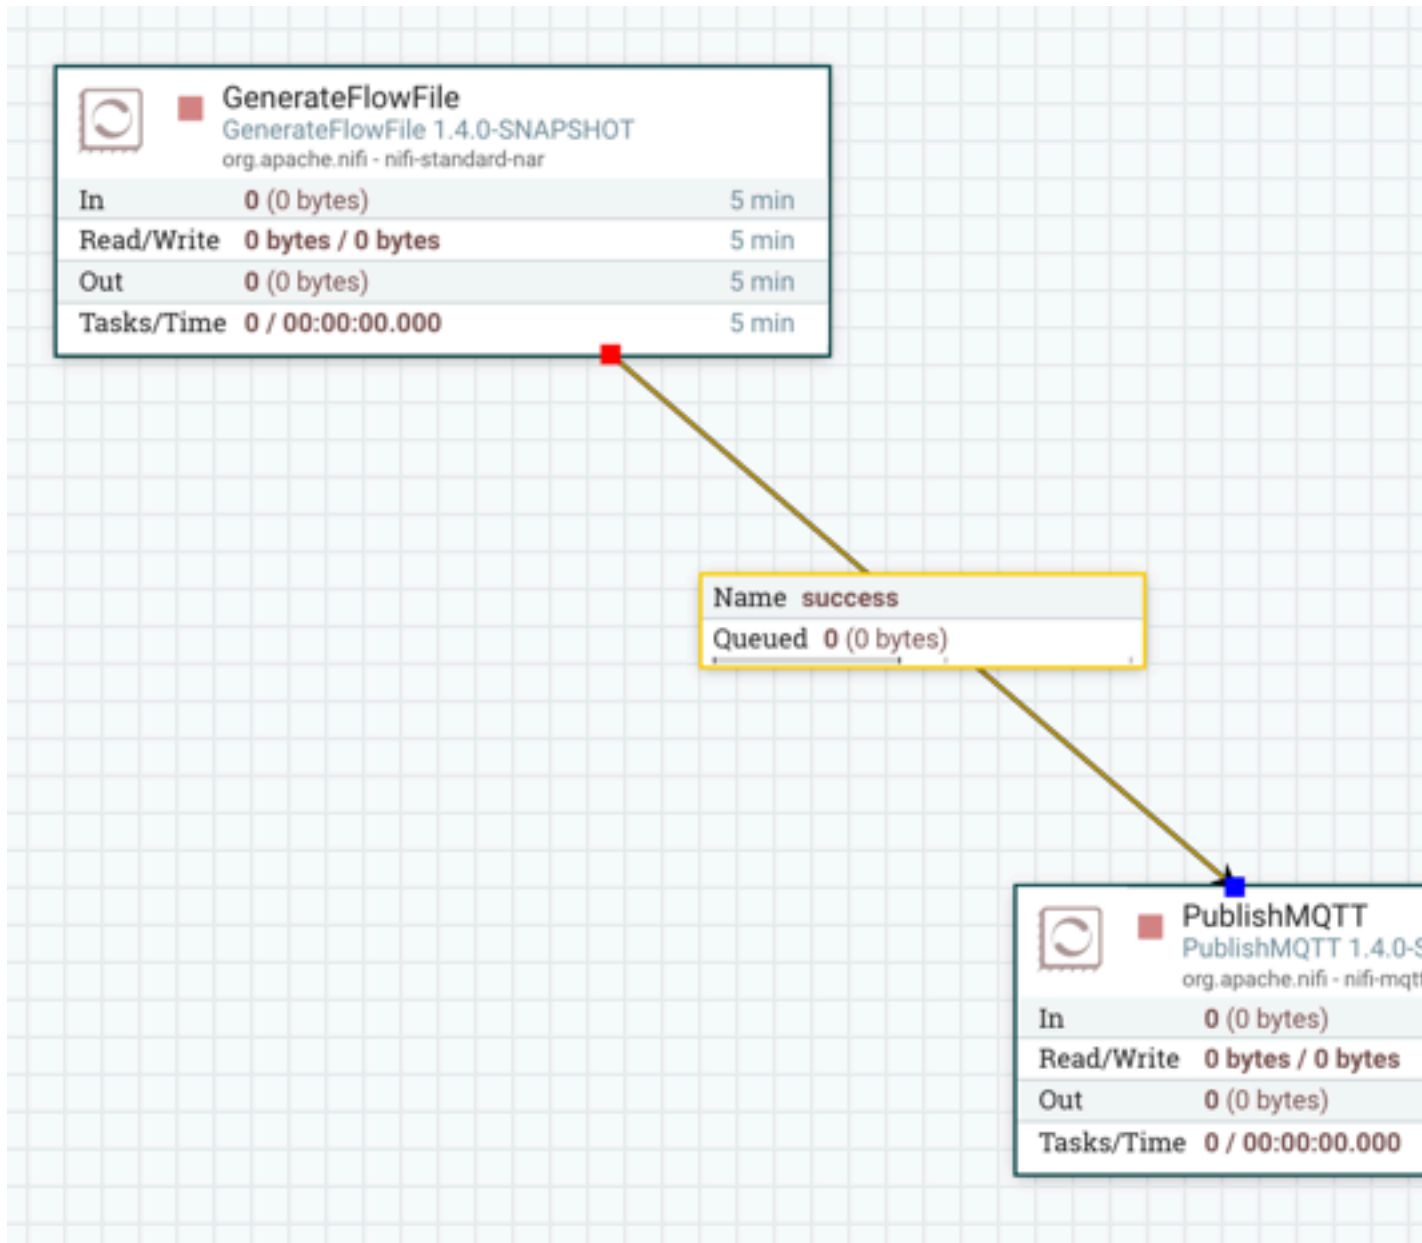 GenerateFlowFile
GenerateFlowFile 1.4.0-SNAPSHOT
org.apache.nifi - nifi-standard-nar
In 0 (0 bytes) 5 min
Read/Write 0 bytes / 0 bytes 5 min
Out 0 (0 bytes) 5 min
Tasks/Time 0 / 00:00:00.000 5 min
Name success
Queued 0 (0 bytes)
PublishMQTT
PublishMQTT 1.4.0-S
org.apache.nifi - nifi-mqtt
In 0 (0 bytes)
Read/Write 0 bytes / 0 bytes
Out 0 (0 bytes)
Tasks/Time 0 / 00:00:00.000